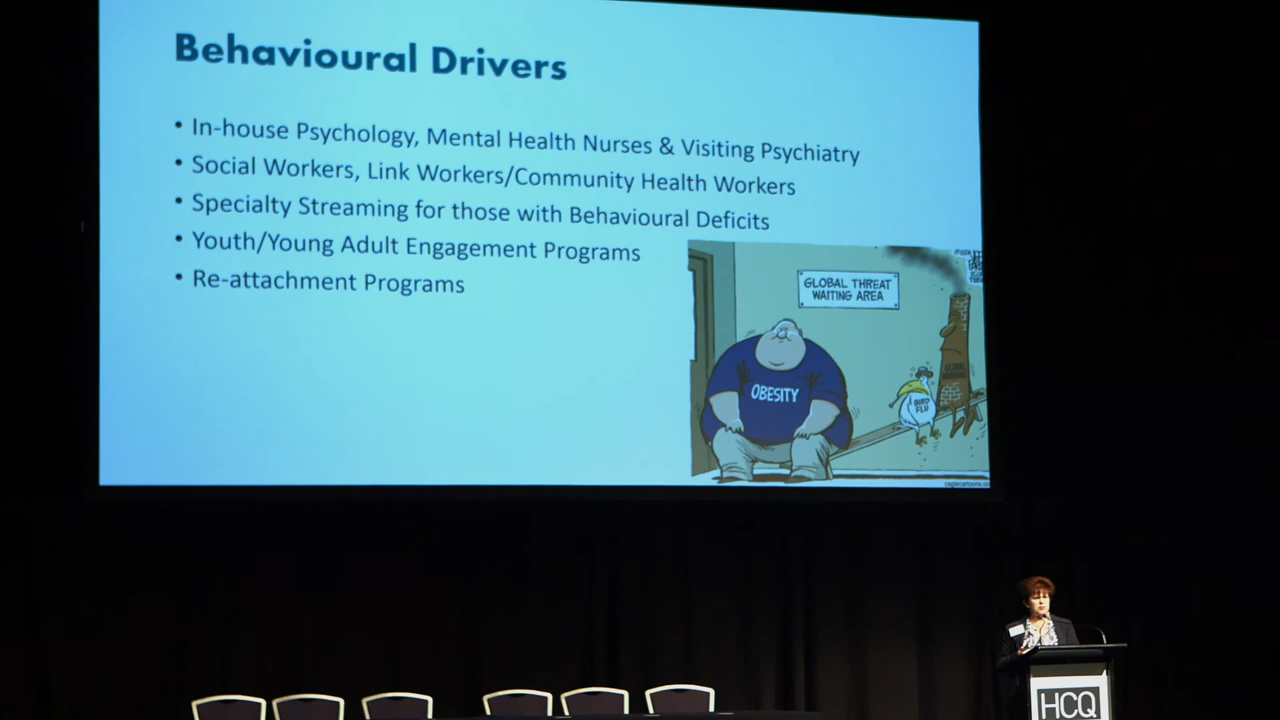 Behavioural Drivers
• In-house Psychology, Mental Health Nurses & Visiting Psychiatry
• Social Workers, Link Workers/Community Health Workers
• Specialty Streaming for those with Behavioural Deficits
• Youth/Young Adult Engagement Programs
• Re-attachment Programs
GLOBAL THREAT
WAITING AREA
OBESITY
BIRD
FLU
GLOBAL
WARMING
HCQ